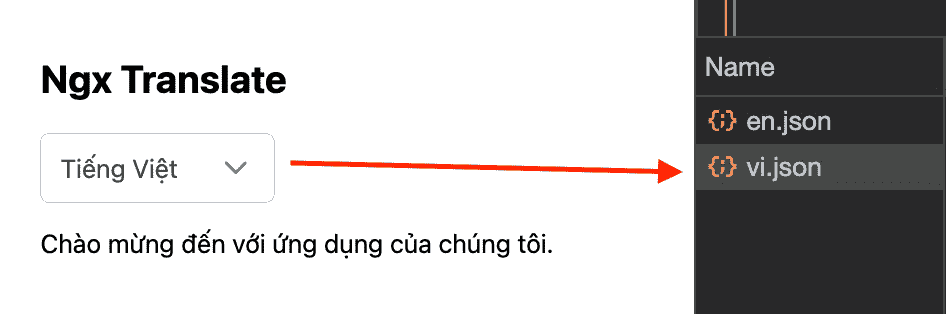 Ngx Translate
Tiếng Việt
Chào mừng đến với ứng dụng của chúng tôi.
Name
{;} en.json
{;} vi.json